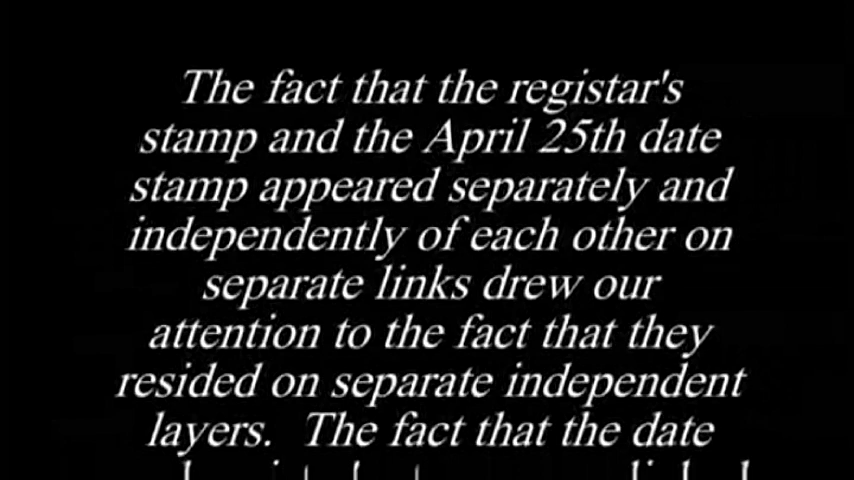 The fact that the registar's
stamp and the April 25th date
stamp appeared separately and
independently of each other on
separate links drew our
attention to the fact that they
resided on separate independent
layers. The fact that the date